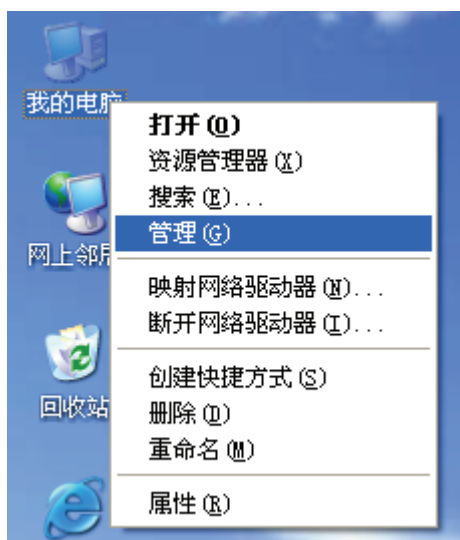 我的电脑
打开(O)
资源管理器(X)
搜索(E)...
管理(G)
网上邻居
映射网络驱动器(N)...
断开网络驱动器(I)...
创建快捷方式(S)
回收站
删除(D)
重命名(M)
属性(R)